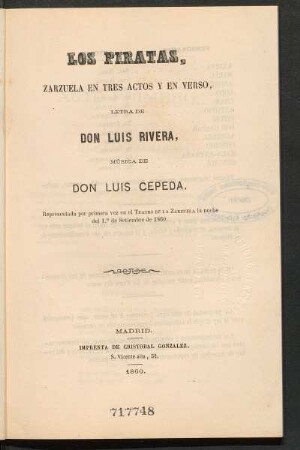 LOS PIRATAS,
ZARZUELA EN TRES ACTOS Y EN VERSO,
LETRA DE
DON LUIS RIVERA,
MÚSICA DE
DON LUIS CEPEDA.
Representada por primera vez en el Teatro de la Zarzuela la noche
del 1.º de Setiembre de 1860.
MADRID.
IMPRENTA DE CRISTOBAL GONZALEZ.
S. Vicente alta, 52.
1860.
717748